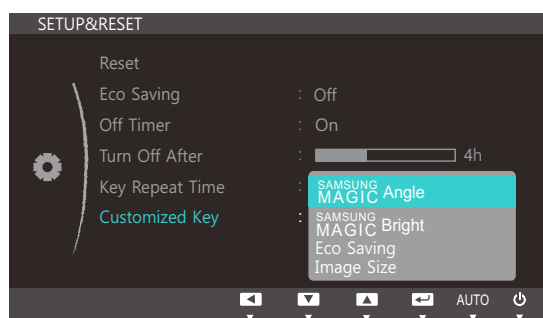 SETUP&RESET
Reset
Eco Saving : Off
Off Timer : On
Turn Off After : 4h
Key Repeat Time :
SAMSUNG
MAGIC Angle
Customized Key :
SAMSUNG
MAGIC Bright
Eco Saving
Image Size
AUTO